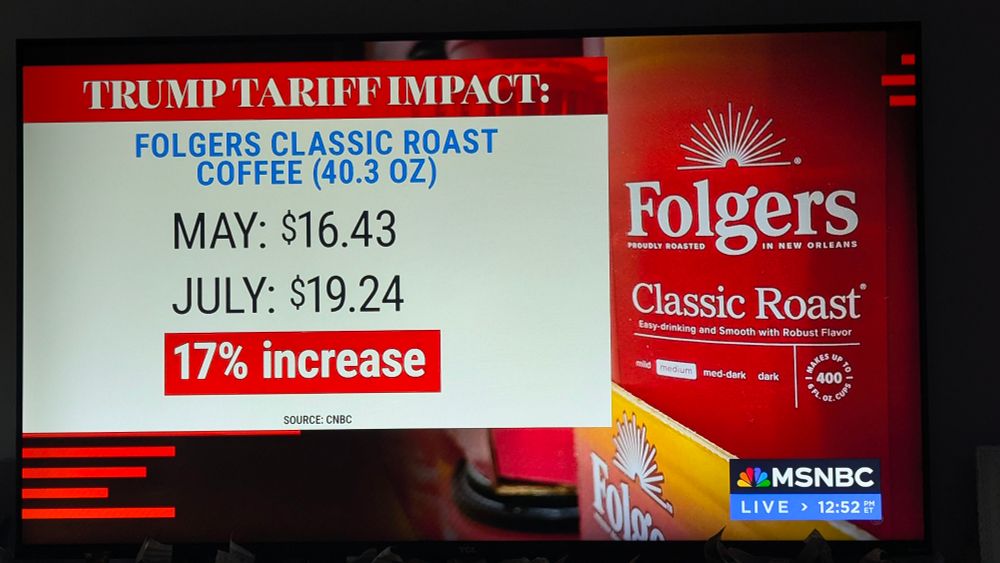 TRUMP TARIFF IMPACT:
FOLGERS CLASSIC ROAST
COFFEE (40.3 OZ)
MAY: $16.43
JULY: $19.24
17% increase
SOURCE: CNBC
Folgers®
PROUDLY ROASTED IN NEW ORLEANS
Classic Roast®
Easy-drinking and Smooth with Robust Flavor
mild medium med-dark dark
MAKES UP TO
400
6 FL. OZ. CUPS
Folge
MSNBC
LIVE > 12:52 PM ET
TCL